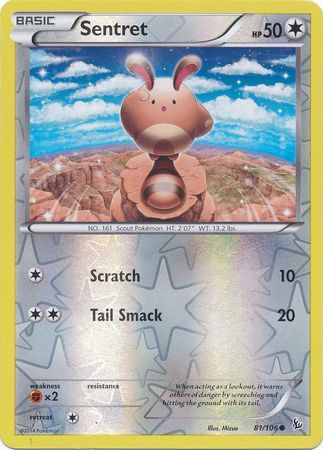 BASIC
Sentret
HP 50
NO. 161 Scout Pokémon HT: 2'07" WT: 13.2 lbs.
Scratch 10
Tail Smack 20
weakness resistance
×2
retreat
When acting as a lookout, it warns
others of danger by screeching and
hitting the ground with its tail.
©2014 Pokémon
Illus. Mizue 81/106